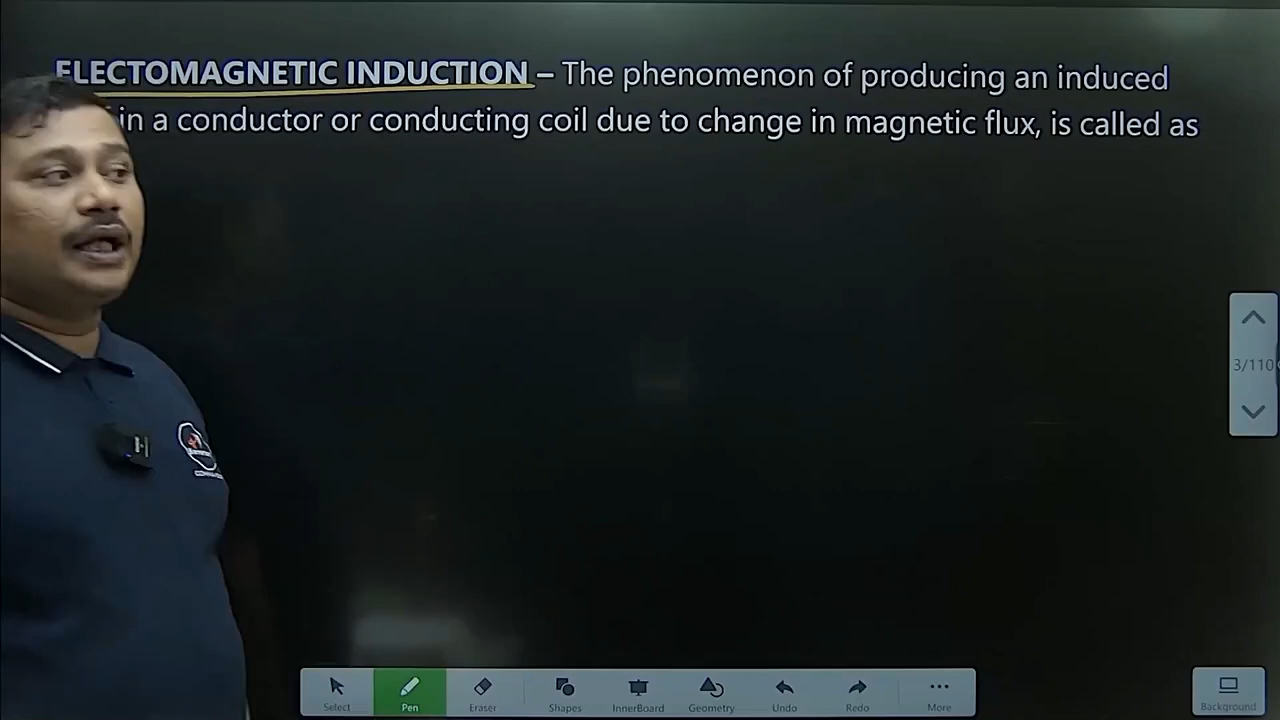 ELECTOMAGNETIC INDUCTION – The phenomenon of producing an induced
in a conductor or conducting coil due to change in magnetic flux, is called as
3/110
Select
Pen
Eraser
Shapes
InnerBoard
Geometry
Undo
Redo
More
Background